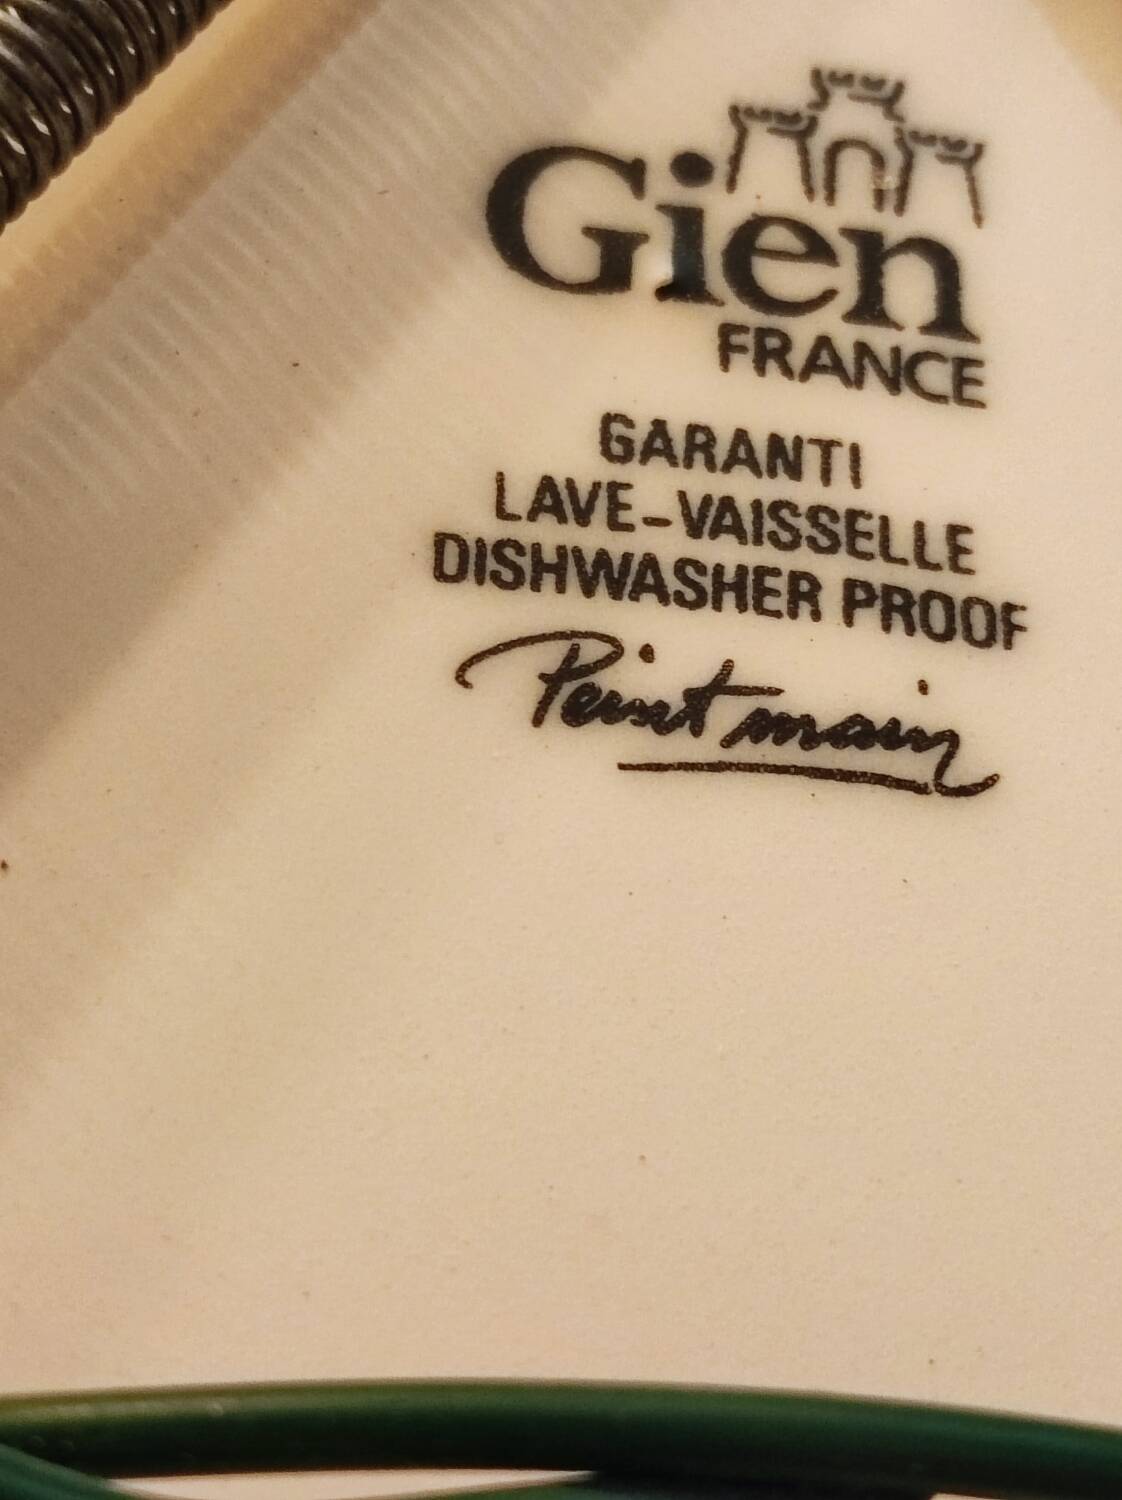 Gien
FRANCE
GARANTI
LAVE-VAISSELLE
DISHWASHER PROOF
Peint main